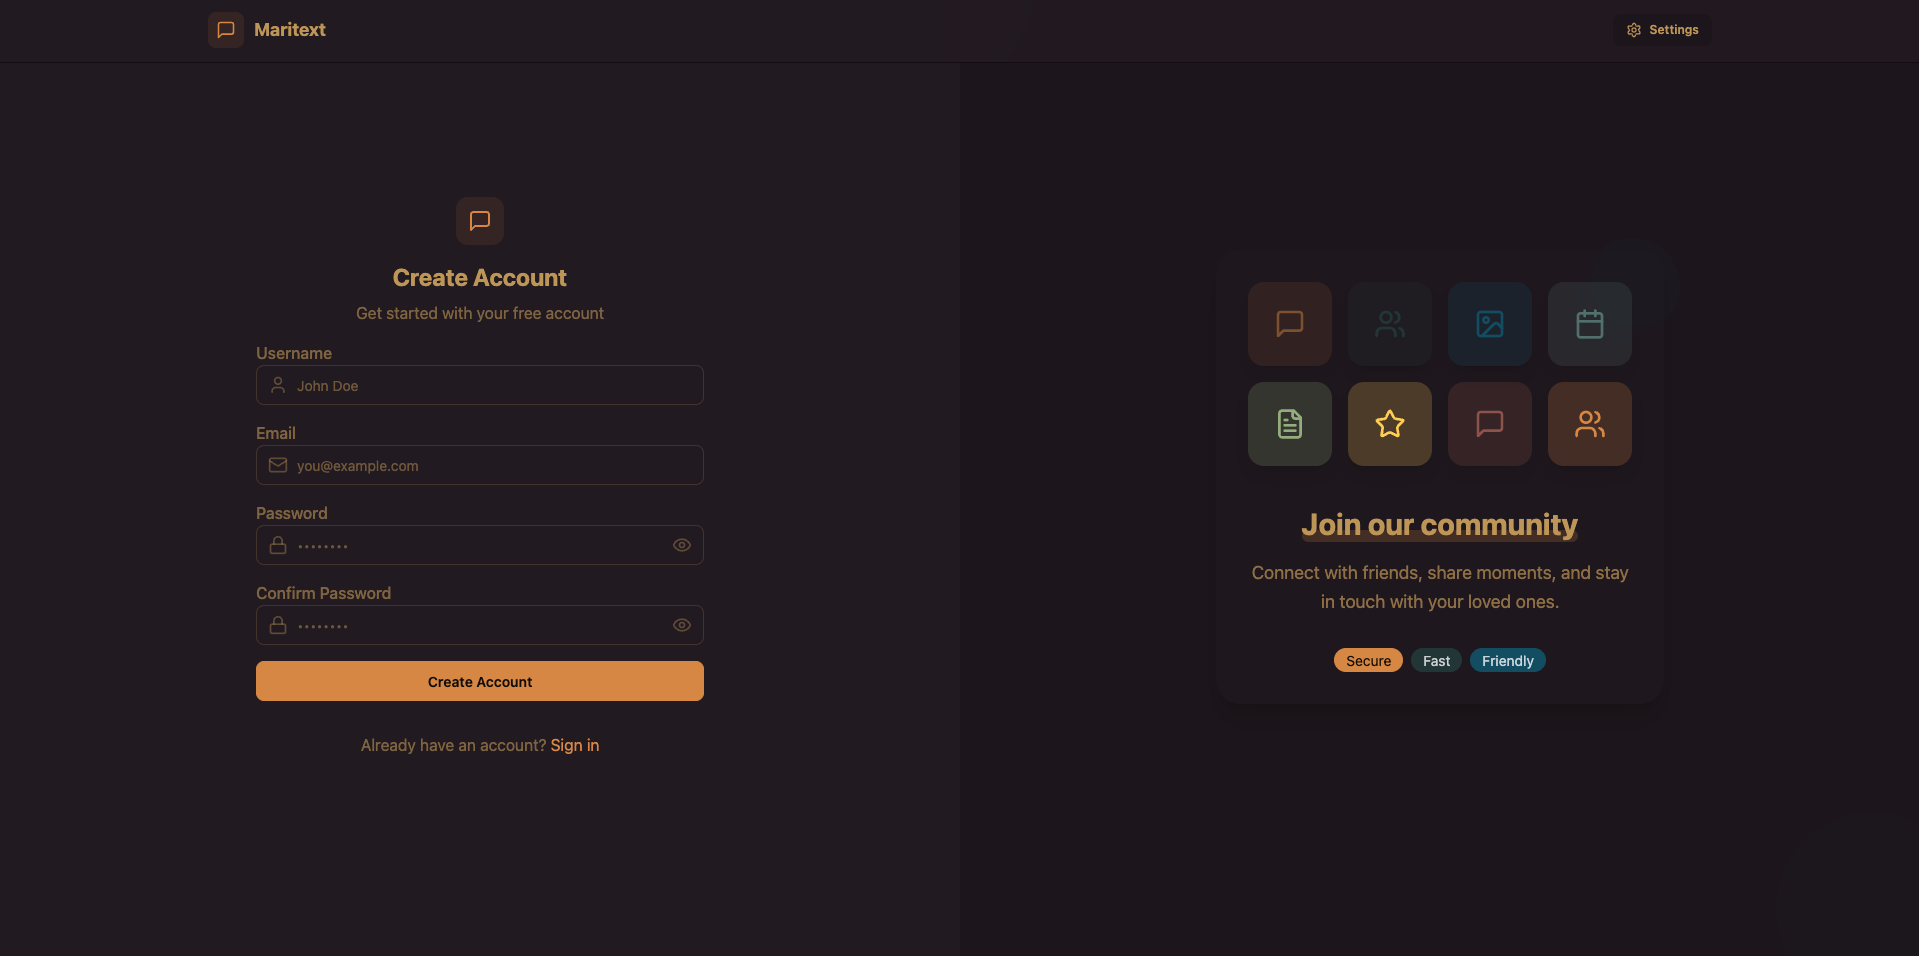 Maritext
Settings
Create Account
Get started with your free account
Username
John Doe
Email
you@example.com
Password
••••••••
Confirm Password
••••••••
Create Account
Already have an account? Sign in
Join our community
Connect with friends, share moments, and stay
in touch with your loved ones.
Secure Fast Friendly